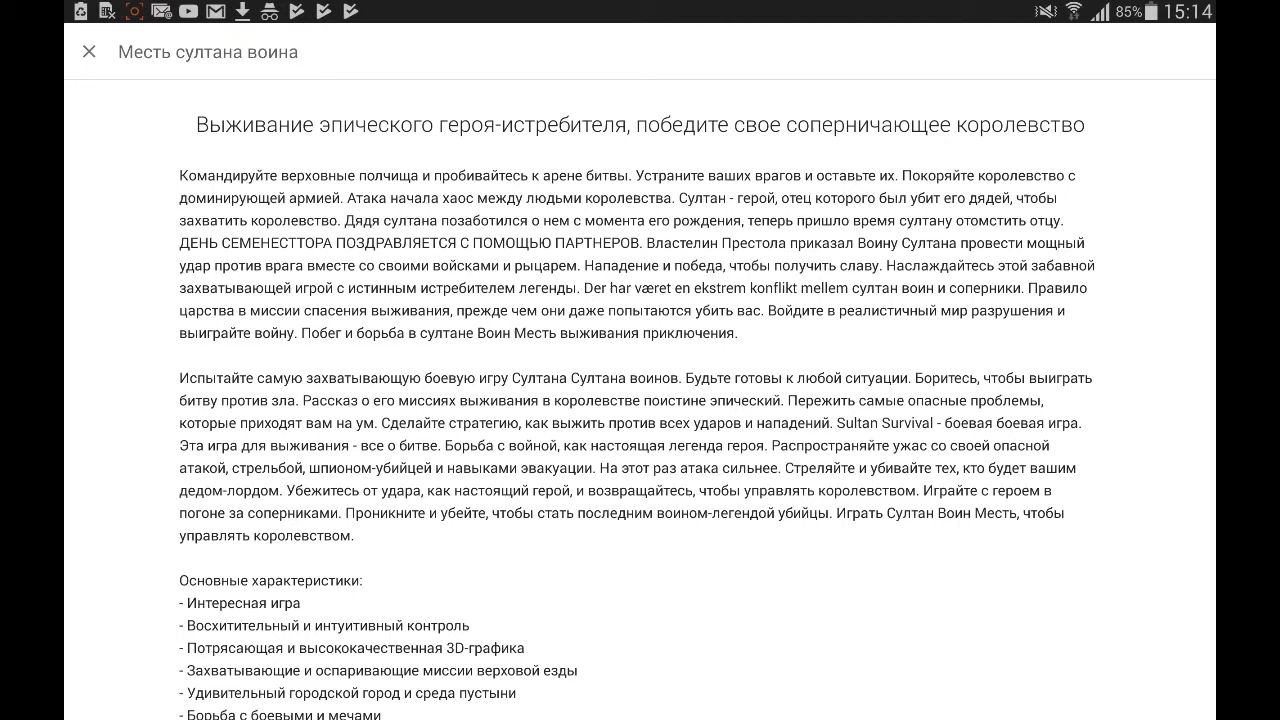 85% 15:14
Месть султана воина
Выживание эпического героя-истребителя, победите свое соперничающее королевство
Командируйте верховные полчища и пробивайтесь к арене битвы. Устраните ваших врагов и оставьте их. Покоряйте королевство с
доминирующей армией. Атака начала хаос между людьми королевства. Султан - герой, отец которого был убит его дядей, чтобы
захватить королевство. Дядя султана позаботился о нем с момента его рождения, теперь пришло время султану отомстить отцу.
ДЕНЬ СЕМЕНЕСТТОРА ПОЗДРАВЛЯЕТСЯ С ПОМОЩЬЮ ПАРТНЕРОВ. Властелин Престола приказал Воину Султана провести мощный
удар против врага вместе со своими войсками и рыцарем. Нападение и победа, чтобы получить славу. Наслаждайтесь этой забавной
захватывающей игрой с истинным истребителем легенды. Der har været en ekstrem konflikt mellem султан воин и соперники. Правило
царства в миссии спасения выживания, прежде чем они даже попытаются убить вас. Войдите в реалистичный мир разрушения и
выиграйте войну. Побег и борьба в султане Воин Месть выживания приключения.
Испытайте самую захватывающую боевую игру Султана Султана воинов. Будьте готовы к любой ситуации. Боритесь, чтобы выиграть
битву против зла. Рассказ о его миссиях выживания в королевстве поистине эпический. Пережить самые опасные проблемы,
которые приходят вам на ум. Сделайте стратегию, как выжить против всех ударов и нападений. Sultan Survival - боевая боевая игра.
Эта игра для выживания - все о битве. Борьба с войной, как настоящая легенда героя. Распространяйте ужас со своей опасной
атакой, стрельбой, шпионом-убийцей и навыками эвакуации. На этот раз атака сильнее. Стреляйте и убивайте тех, кто будет вашим
дедом-лордом. Убежитесь от удара, как настоящий герой, и возвращайтесь, чтобы управлять королевством. Играйте с героем в
погоне за соперниками. Проникните и убейте, чтобы стать последним воином-легендой убийцы. Играть Султан Воин Месть, чтобы
управлять королевством.
Основные характеристики:
- Интересная игра
- Восхитительный и интуитивный контроль
- Потрясающая и высококачественная 3D-графика
- Захватывающие и оспаривающие миссии верховой езды
- Удивительный городской город и среда пустыни
- Борьба с боевыми и мечами